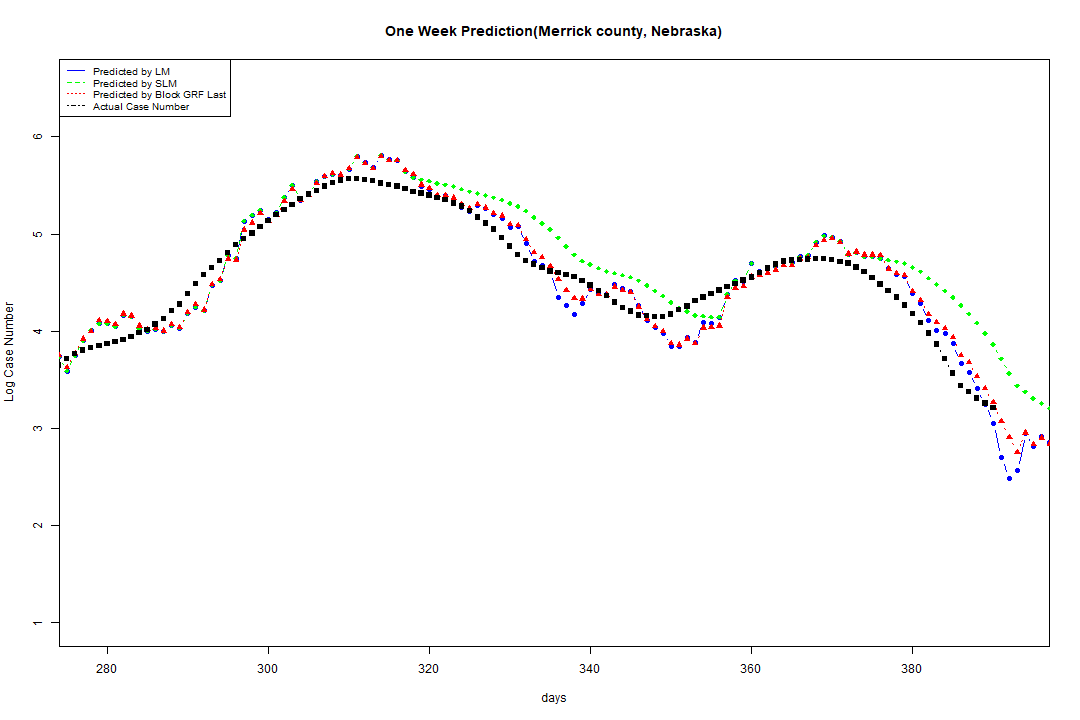 One Week Prediction(Merrick county, Nebraska)
Predicted by LM
Predicted by SLM
Predicted by Block GRF Last
Actual Case Number
6
5
4
3
2
1
Log Case Number
280 300 320 340 360 380
days